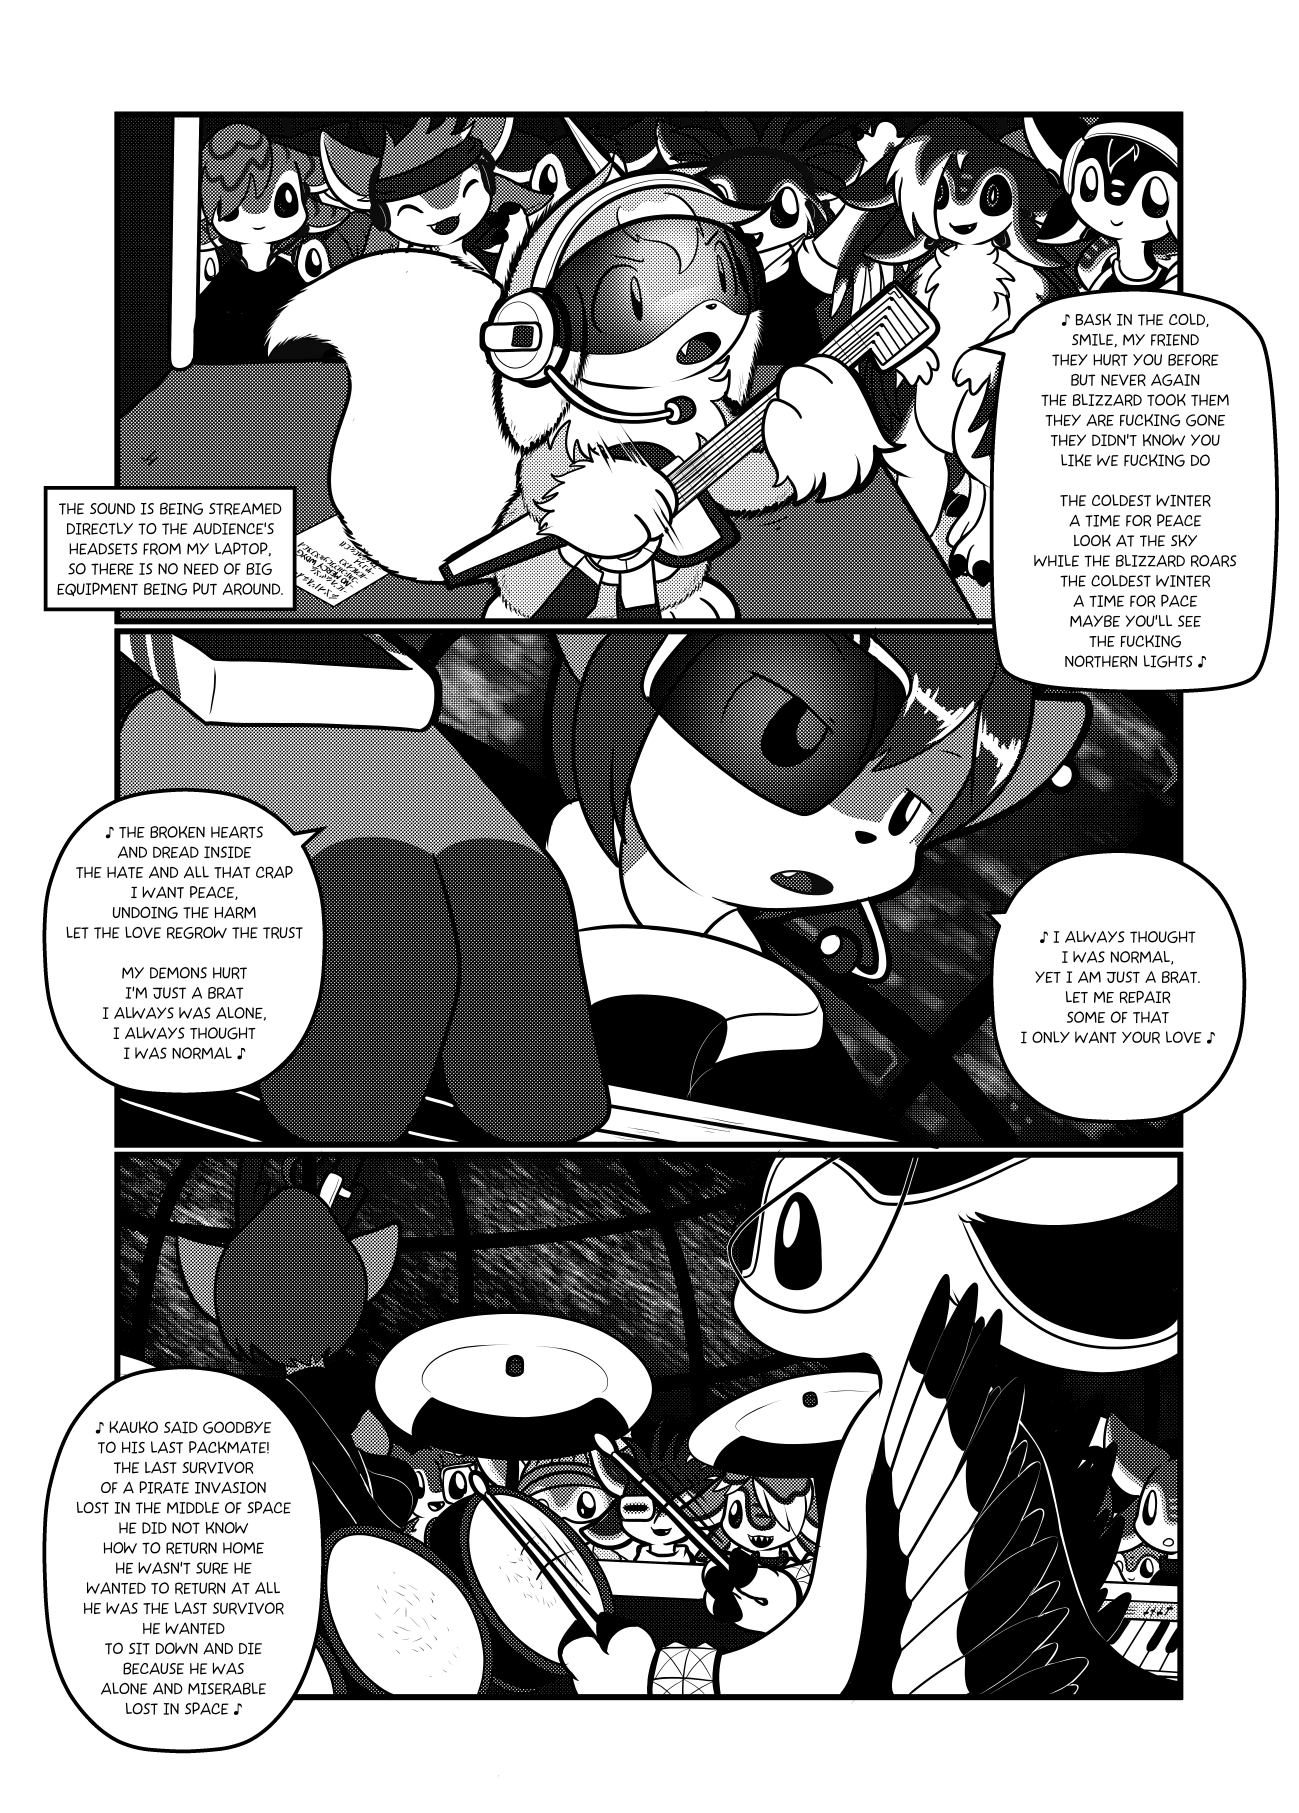 ♪ BASK IN THE COLD,
SMILE, MY FRIEND
THEY HURT YOU BEFORE
BUT NEVER AGAIN
THE BLIZZARD TOOK THEM
THEY ARE FUCKING GONE
THEY DIDN'T KNOW YOU
LIKE WE FUCKING DO
THE COLDEST WINTER
A TIME FOR PEACE
LOOK AT THE SKY
WHILE THE BLIZZARD ROARS
THE COLDEST WINTER
A TIME FOR PACE
MAYBE YOU'LL SEE
THE FUCKING
NORTHERN LIGHTS ♪
THE SOUND IS BEING STREAMED
DIRECTLY TO THE AUDIENCE'S
HEADSETS FROM MY LAPTOP,
SO THERE IS NO NEED OF BIG
EQUIPMENT BEING PUT AROUND.
♪ THE BROKEN HEARTS
AND DREAD INSIDE
THE HATE AND ALL THAT CRAP
I WANT PEACE,
UNDOING THE HARM
LET THE LOVE REGROW THE TRUST
MY DEMONS HURT
I'M JUST A BRAT
I ALWAYS WAS ALONE,
I ALWAYS THOUGHT
I WAS NORMAL ♪
♪ I ALWAYS THOUGHT
I WAS NORMAL,
YET I AM JUST A BRAT.
LET ME REPAIR
SOME OF THAT
I ONLY WANT YOUR LOVE ♪
♪ KAUKO SAID GOODBYE
TO HIS LAST PACKMATE!
THE LAST SURVIVOR
OF A PIRATE INVASION
LOST IN THE MIDDLE OF SPACE
HE DID NOT KNOW
HOW TO RETURN HOME
HE WASN'T SURE HE
WANTED TO RETURN AT ALL
HE WAS THE LAST SURVIVOR
HE WANTED
TO SIT DOWN AND DIE
BECAUSE HE WAS
ALONE AND MISERABLE
LOST IN SPACE ♪